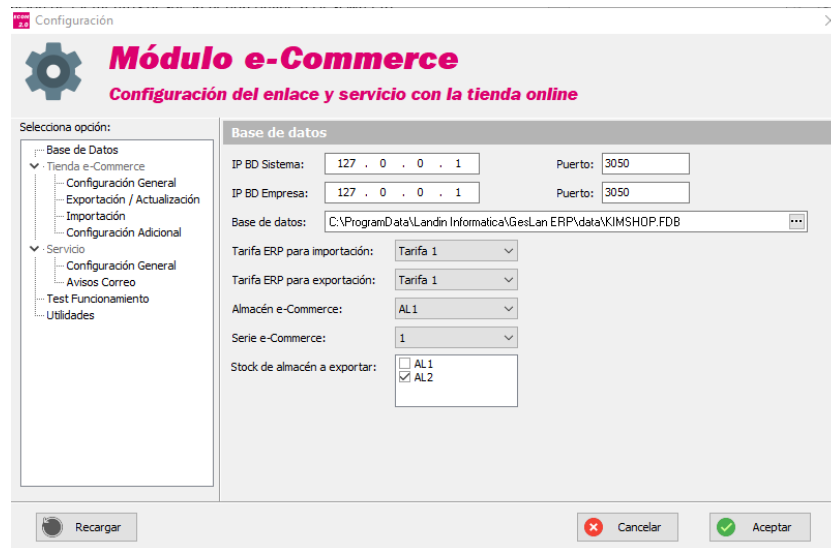 ECOM 2.0 Configuración
Módulo e-Commerce
Configuración del enlace y servicio con la tienda online
Selecciona opción:
Base de Datos
Tienda e-Commerce
Configuración General
Exportación / Actualización
Importación
Configuración Adicional
Servicio
Configuración General
Avisos Correo
Test Funcionamiento
Utilidades
Base de datos
IP BD Sistema: 127 . 0 . 0 . 1 Puerto: 3050
IP BD Empresa: 127 . 0 . 0 . 1 Puerto: 3050
Base de datos: C:\ProgramData\Landin Informatica\GesLan ERP\data\KIMSHOP.FDB ...
Tarifa ERP para importación: Tarifa 1
Tarifa ERP para exportación: Tarifa 1
Almacén e-Commerce: AL1
Serie e-Commerce: 1
Stock de almacén a exportar: AL1
AL2
Recargar Cancelar Aceptar